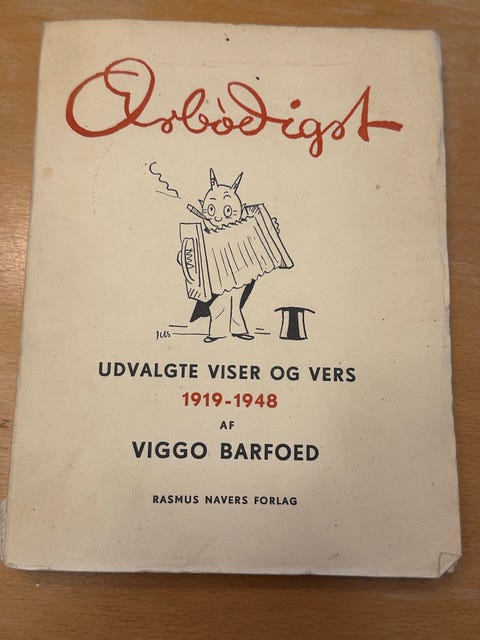 Ærbødigst
UDVALGTE VISER OG VERS
1919-1948
AF
VIGGO BARFOED
RASMUS NAVERS FORLAG